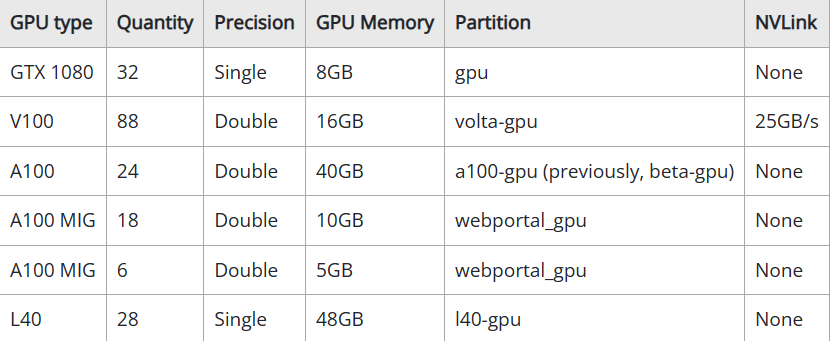 GPU type Quantity Precision GPU Memory Partition NVLink
GTX 1080 32 Single 8GB gpu None
V100 88 Double 16GB volta-gpu 25GB/s
A100 24 Double 40GB a100-gpu (previously, beta-gpu) None
A100 MIG 18 Double 10GB webportal_gpu None
A100 MIG 6 Double 5GB webportal_gpu None
L40 28 Single 48GB l40-gpu None